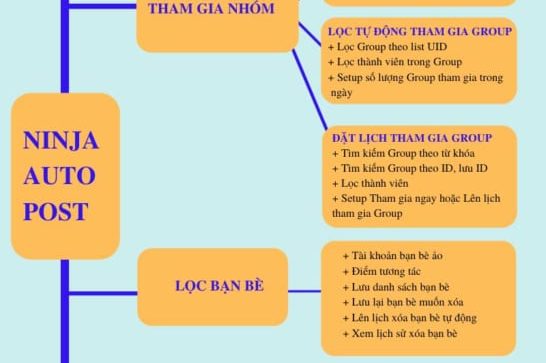 THAM GIA NHÓM
LỌC TỰ ĐỘNG THAM GIA GROUP
+ Lọc Group theo list UID
+ Lọc thành viên trong Group
+ Setup số lượng Group tham gia trong
ngày
NINJA
AUTO
POST
ĐẶT LỊCH THAM GIA GROUP
+ Tìm kiếm Group theo từ khóa
+ Tìm kiếm Group theo ID, lưu ID
+ Lọc thành viên
+ Setup Tham gia ngay hoặc Lên lịch
tham gia Group
LỌC BẠN BÈ
+ Tài khoản bạn bè ảo
+ Điểm tương tác
+ Lưu danh sách bạn bè
+ Lưu lại bạn bè muốn xóa
+ Lên lịch xóa bạn bè tự động
+ Xem lịch sử xóa bạn bè